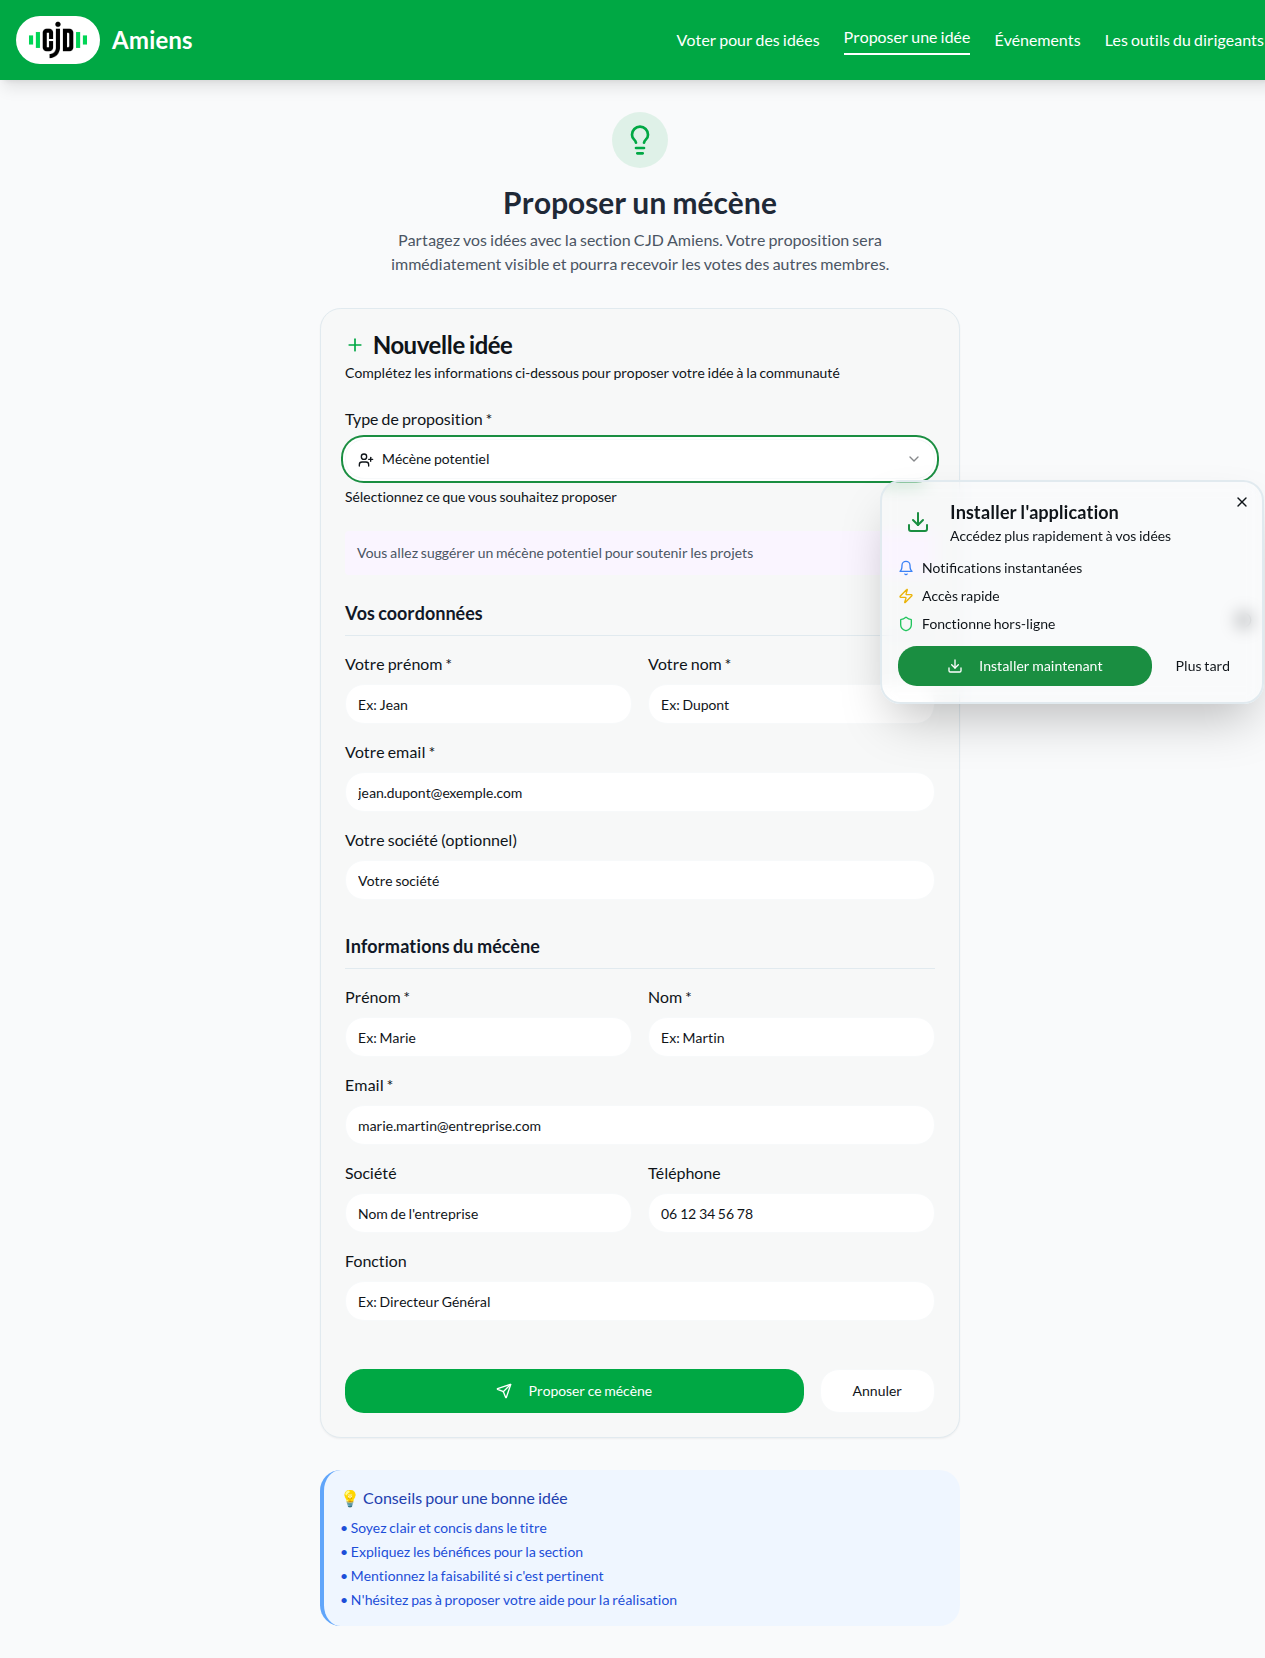 CJD
Amiens
Voter pour des idées
Proposer une idée
Événements
Les outils du dirigeants
Proposer un mécène
Partagez vos idées avec la section CJD Amiens. Votre proposition sera
immédiatement visible et pourra recevoir les votes des autres membres.
Nouvelle idée
Complétez les informations ci-dessous pour proposer votre idée à la communauté
Type de proposition *
Mécène potentiel
Sélectionnez ce que vous souhaitez proposer
Vous allez suggérer un mécène potentiel pour soutenir les projets
Installer l'application
Accédez plus rapidement à vos idées
Notifications instantanées
Accès rapide
Fonctionne hors-ligne
Installer maintenant
Plus tard
Vos coordonnées
Votre prénom *
Votre nom *
Ex: Jean
Ex: Dupont
Votre email *
jean.dupont@exemple.com
Votre société (optionnel)
Votre société
Informations du mécène
Prénom *
Nom *
Ex: Marie
Ex: Martin
Email *
marie.martin@entreprise.com
Société
Téléphone
Nom de l'entreprise
06 12 34 56 78
Fonction
Ex: Directeur Général
Proposer ce mécène
Annuler
💡 Conseils pour une bonne idée
• Soyez clair et concis dans le titre
• Expliquez les bénéfices pour la section
• Mentionnez la faisabilité si c'est pertinent
• N'hésitez pas à proposer votre aide pour la réalisation